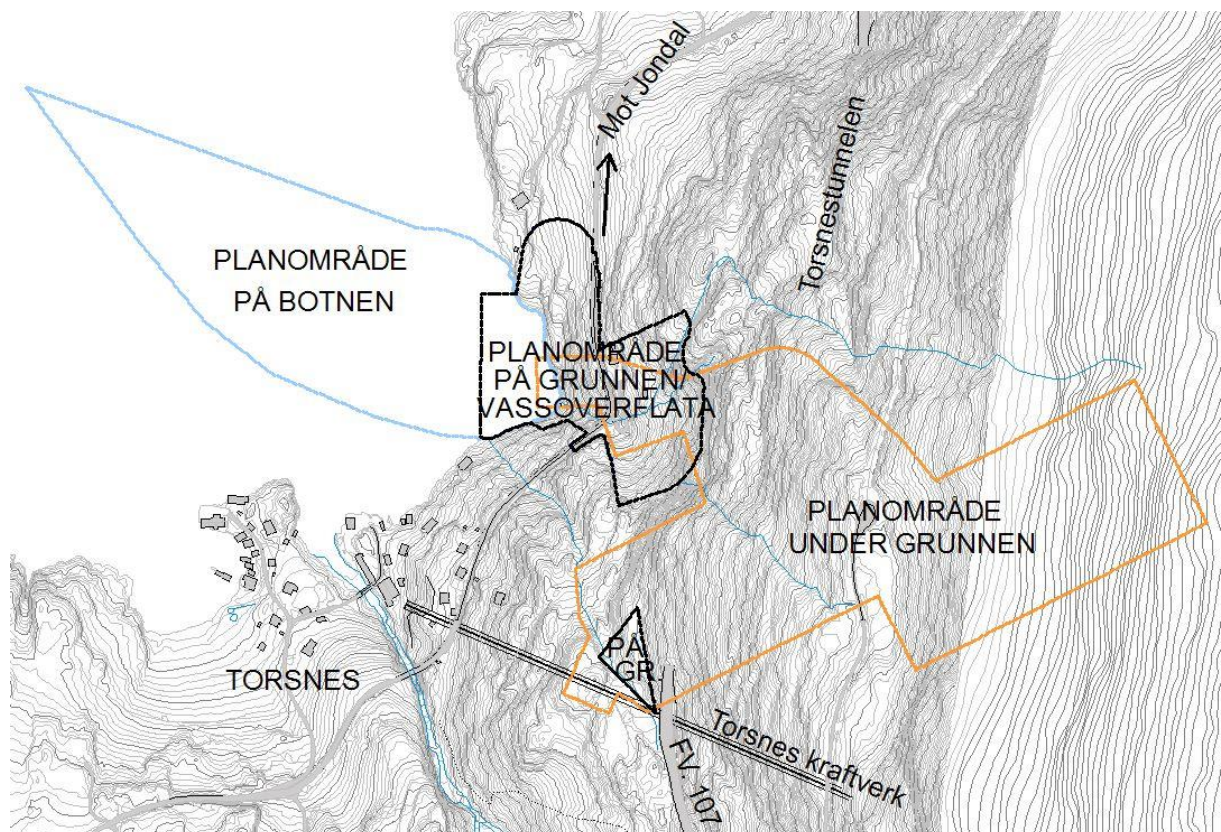 Mot Jondal
Torsnestunnelen
PLANOMRÅDE
PÅ BOTNEN
PLANOMRÅDE
PÅ GRUNNEN/
VASSOVERFLATA
PLANOMRÅDE
UNDER GRUNNEN
PÅ
GR.
TORSNES
Torsnes kraftverk
FV. 107